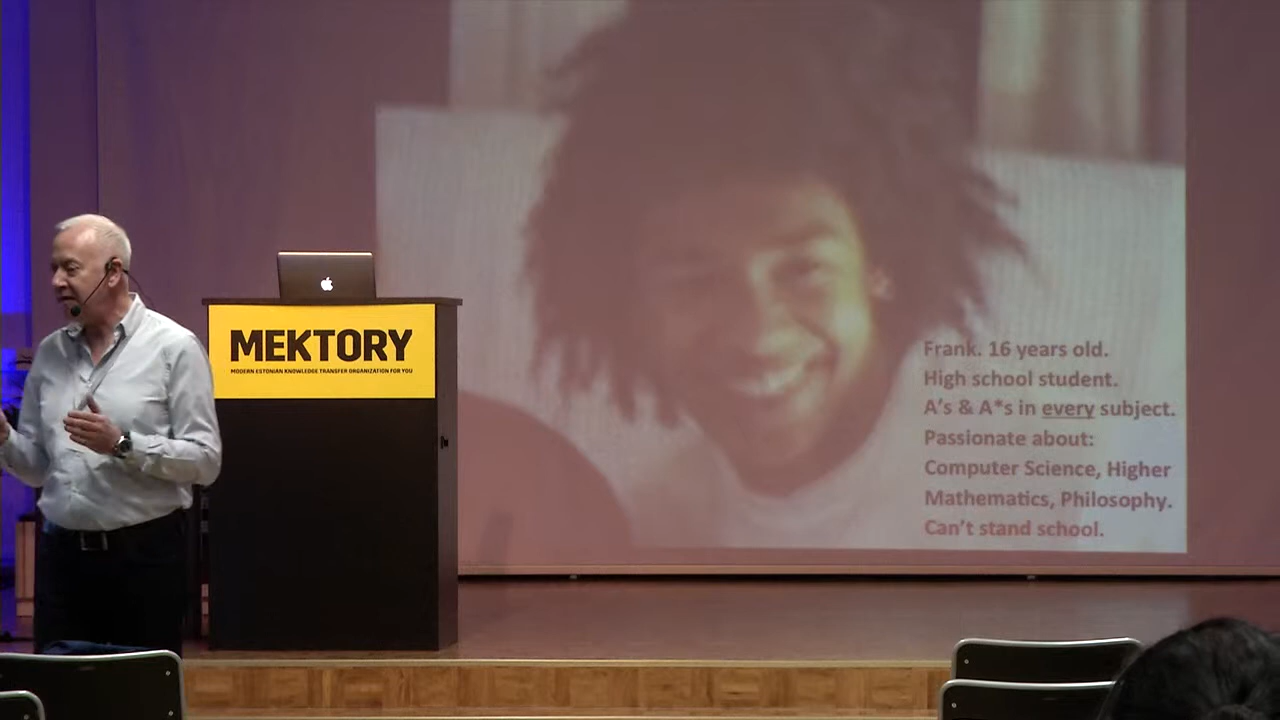 MEKTORY
MODERN ESTONIAN KNOWLEDGE TRANSFER ORGANIZATION FOR YOU
Frank. 16 years old.
High school student.
A's & A*s in every subject.
Passionate about:
Computer Science, Higher
Mathematics, Philosophy.
Can't stand school.